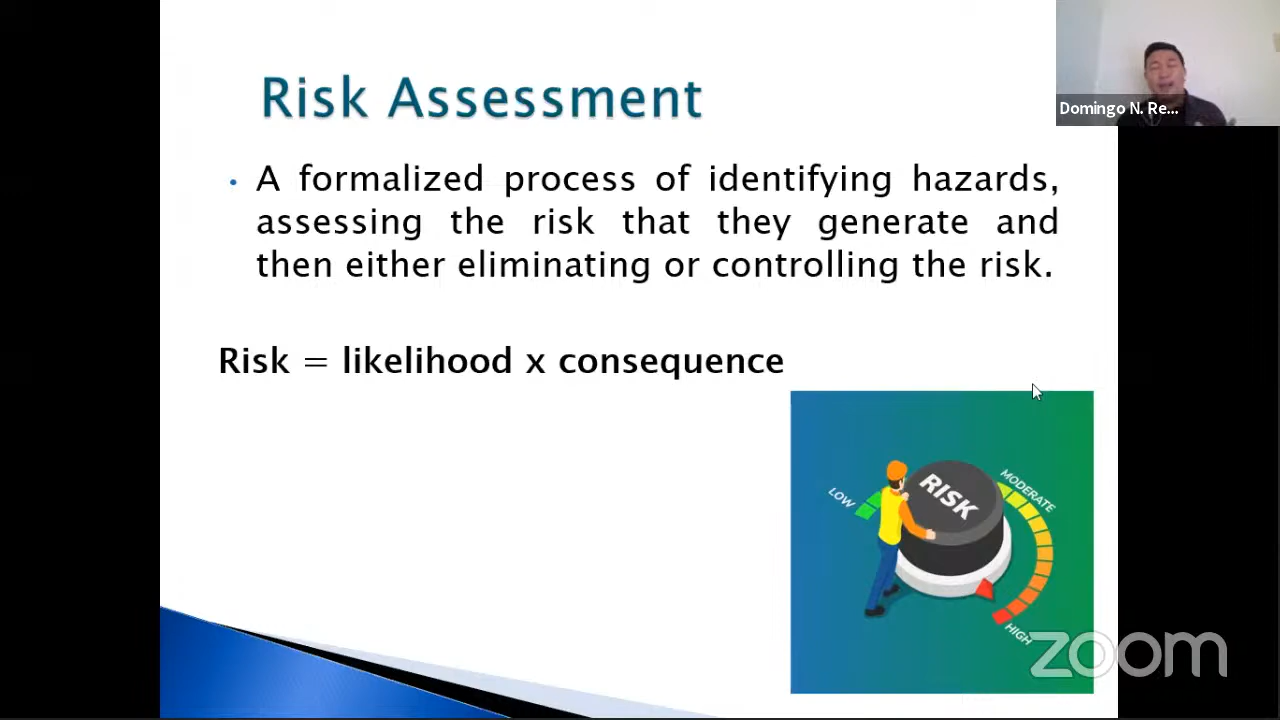 Risk Assessment
Domingo N. Re...
• A formalized process of identifying hazards,
assessing the risk that they generate and
then either eliminating or controlling the risk.
Risk = likelihood x consequence
LOW
RISK
MODERATE
HIGH
zoom